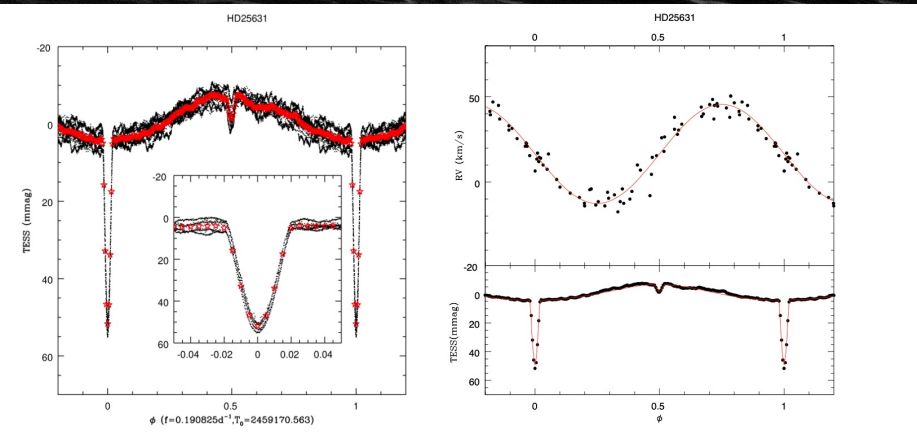 HD25631
-20
0
20
40
60
TESS (mmag)
-20
0
20
40
60
-0.04 -0.02 0 0.02 0.04
0 0.5 1
ϕ (f=0.190825d⁻¹,T₀=2459170.563)
HD25631
0 0.5 1
50
0
RV (km/s)
ϕ
-20
0
20
40
60
TESS(mmag)
0 0.5 1
ϕ